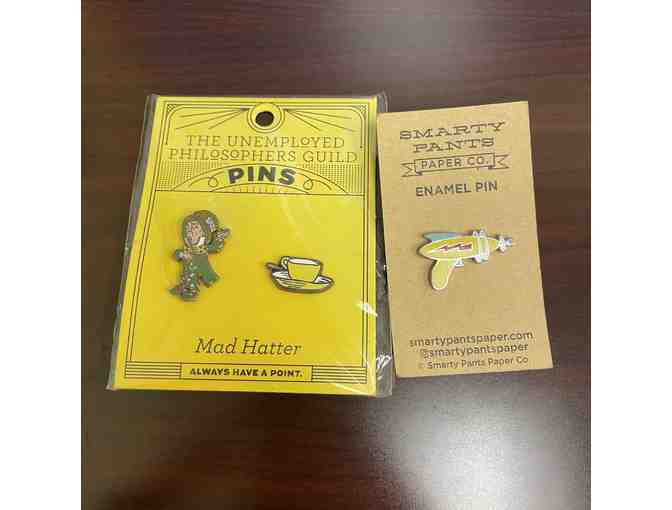 THE UNEMPLOYED
PHILOSOPHERS GUILD
PINS
Mad Hatter
ALWAYS HAVE A POINT.
SMARTY
PANTS
PAPER CO.
ENAMEL PIN
smartypantspaper.com
@smartypantspaper
© Smarty Pants Paper Co